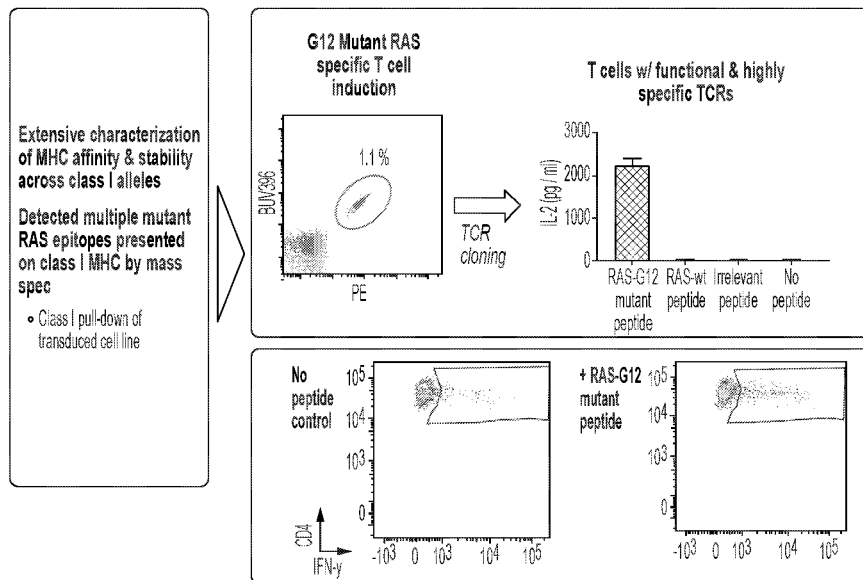 Extensive characterization
of MHC affinity & stability
across class I alleles
Detected multiple mutant
RAS epitopes presented
on class I MHC by mass
spec
Class I pull-down of
transduced cell line
G12 Mutant RAS
specific T cell
induction
1.1 %
BUV396
PE
TCR
cloning
T cells w/ functional & highly
specific TCRs
IL-2 (pg / ml)
3000
2000
1000
0
RAS-G12
mutant
peptide
RAS-wt
peptide
Irrelevant
peptide
No
peptide
No
peptide
control
10⁵
10⁴
10³
0
-10³ 0 10³ 10⁴ 10⁵
CD4
IFN-y
+ RAS-G12
mutant
peptide
10⁵
10⁴
10³
0
-10³ 0 10³ 10⁴ 10⁵